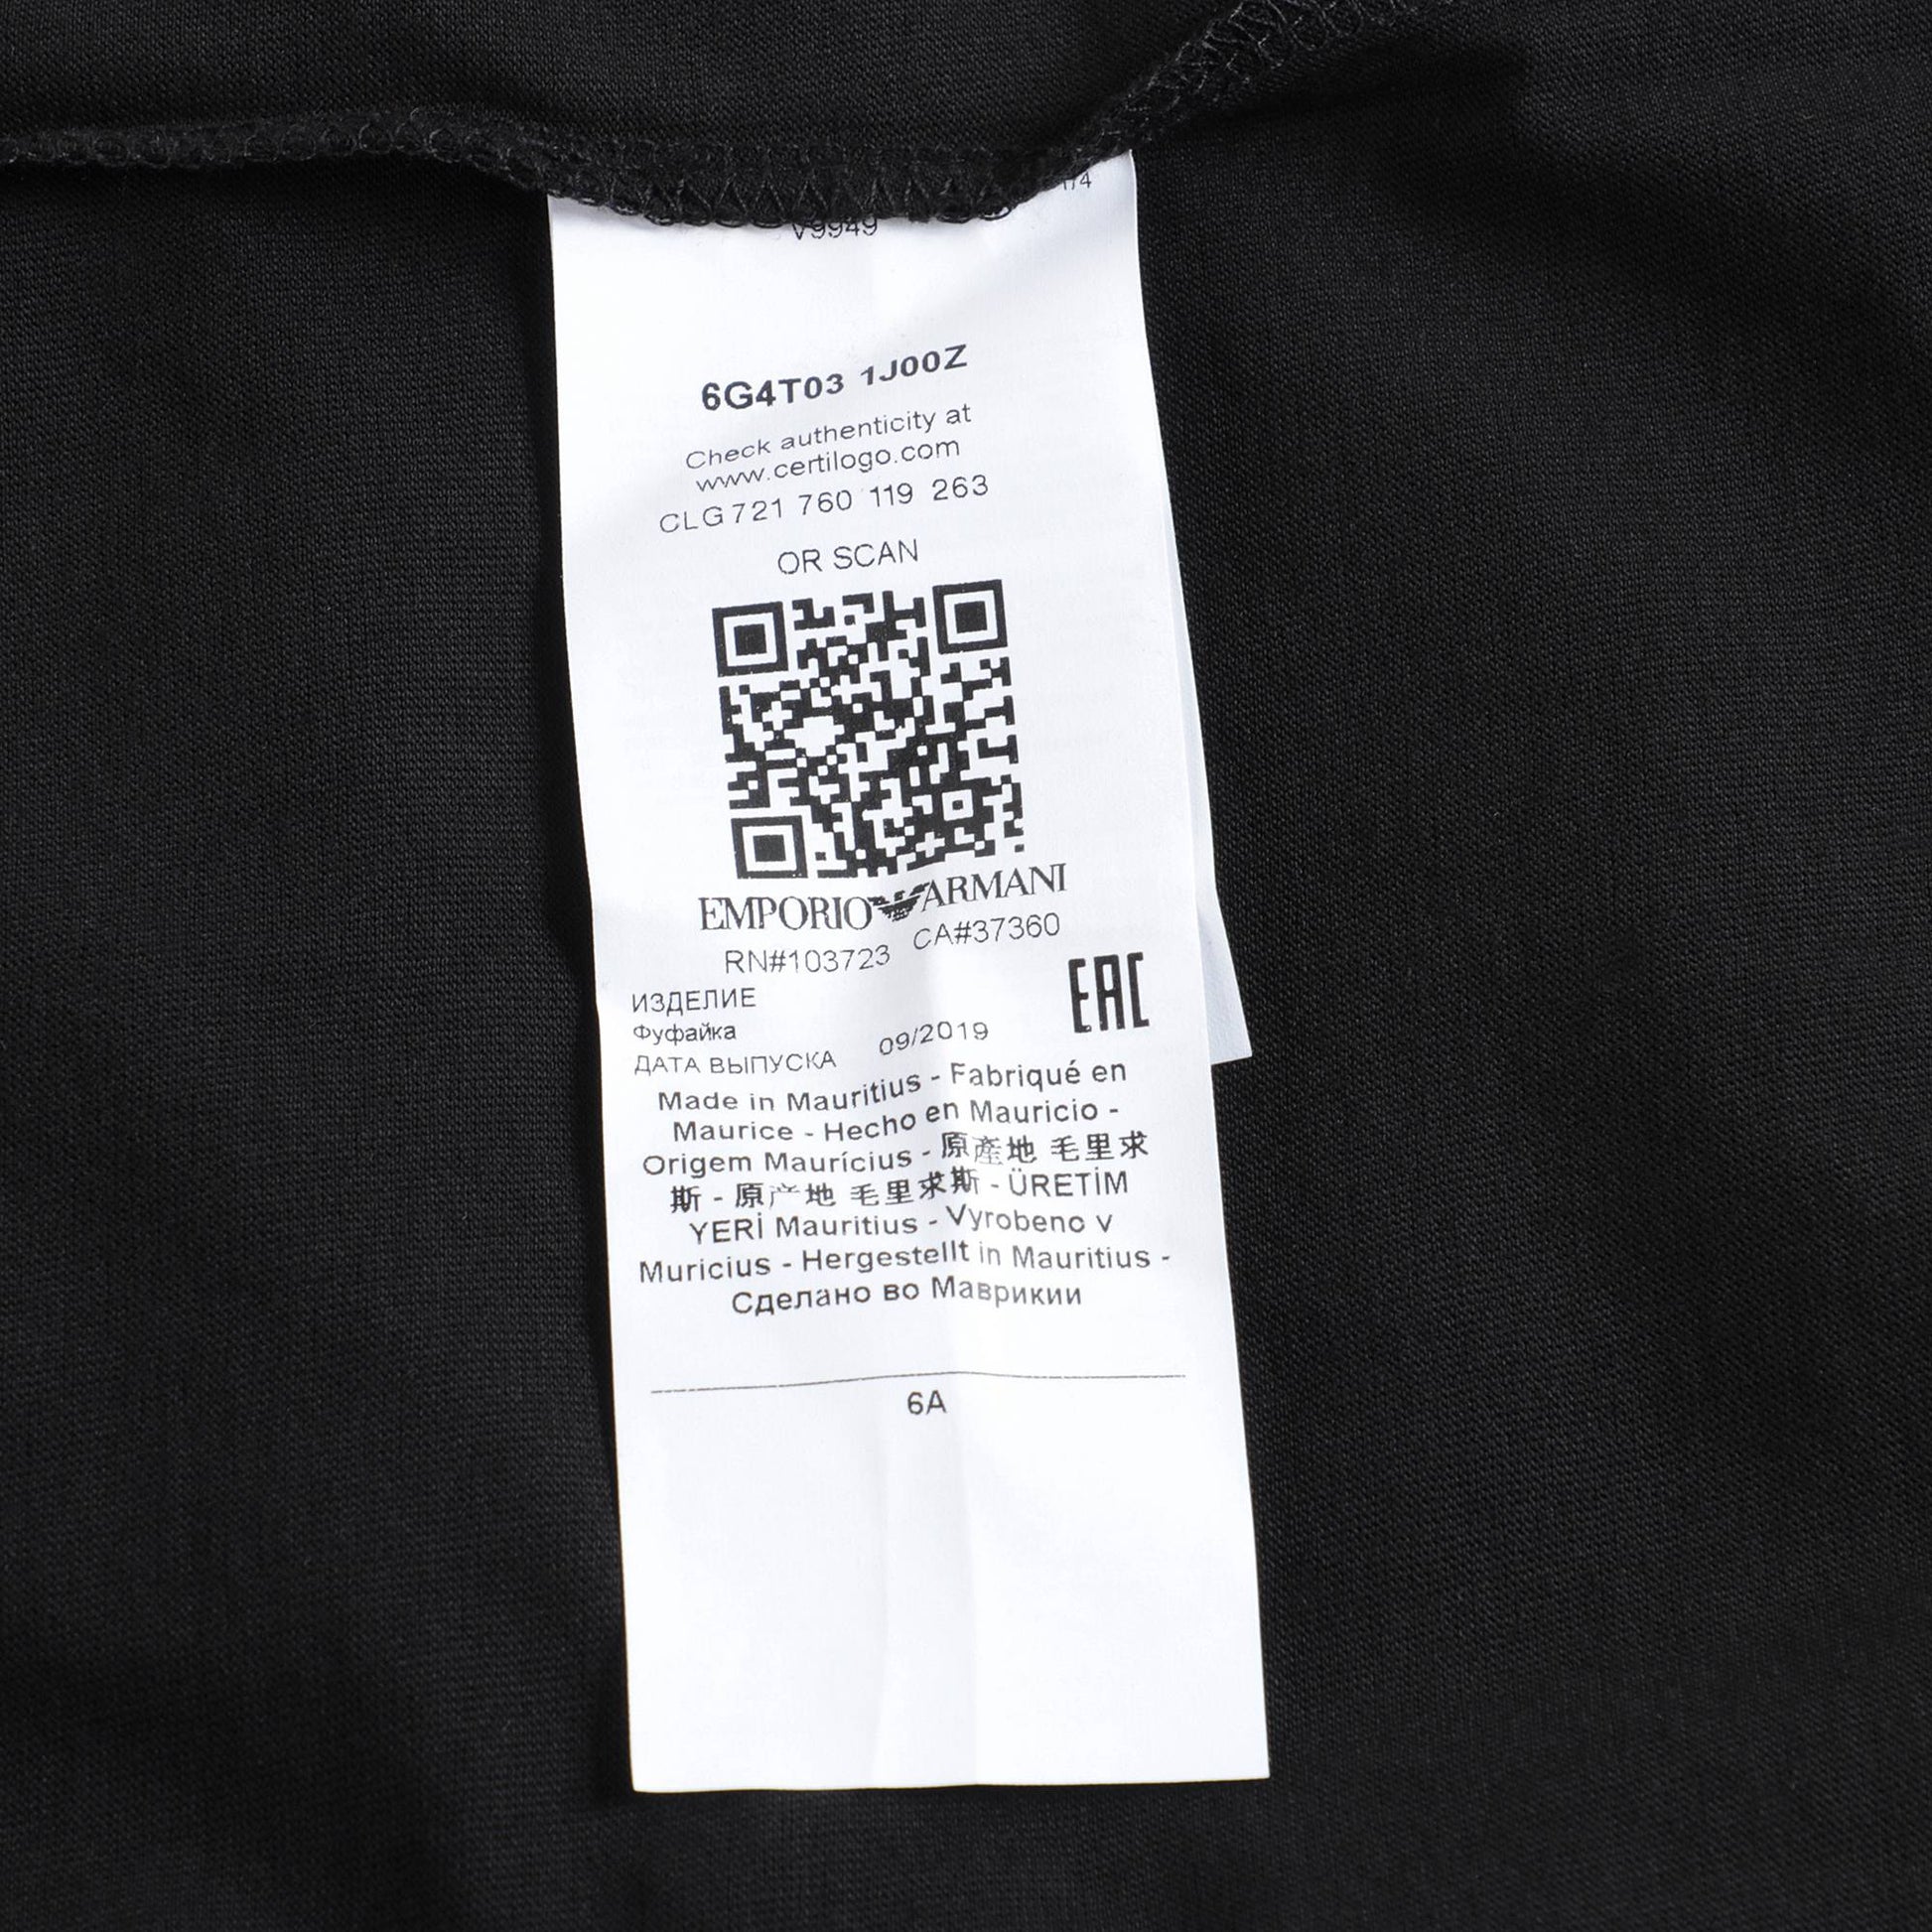 V9949
6G4T03 1J00Z
Check authenticity at
www.certilogo.com
CLG 721 760 119 263
OR SCAN
EMPORIO ARMANI
RN#103723 CA#37360
EAC
ИЗДЕЛИЕ
Фуфайка
ДАТА ВЫПУСКА 09/2019
Made in Mauritius - Fabriqué en
Maurice - Hecho en Mauricio -
Origem Maurícius - 原產地 毛里求
斯 - 原产地 毛里求斯 - ÜRETİM
YERİ Mauritius - Vyrobeno v
Muricius - Hergestellt in Mauritius -
Сделано во Маврикии
6A